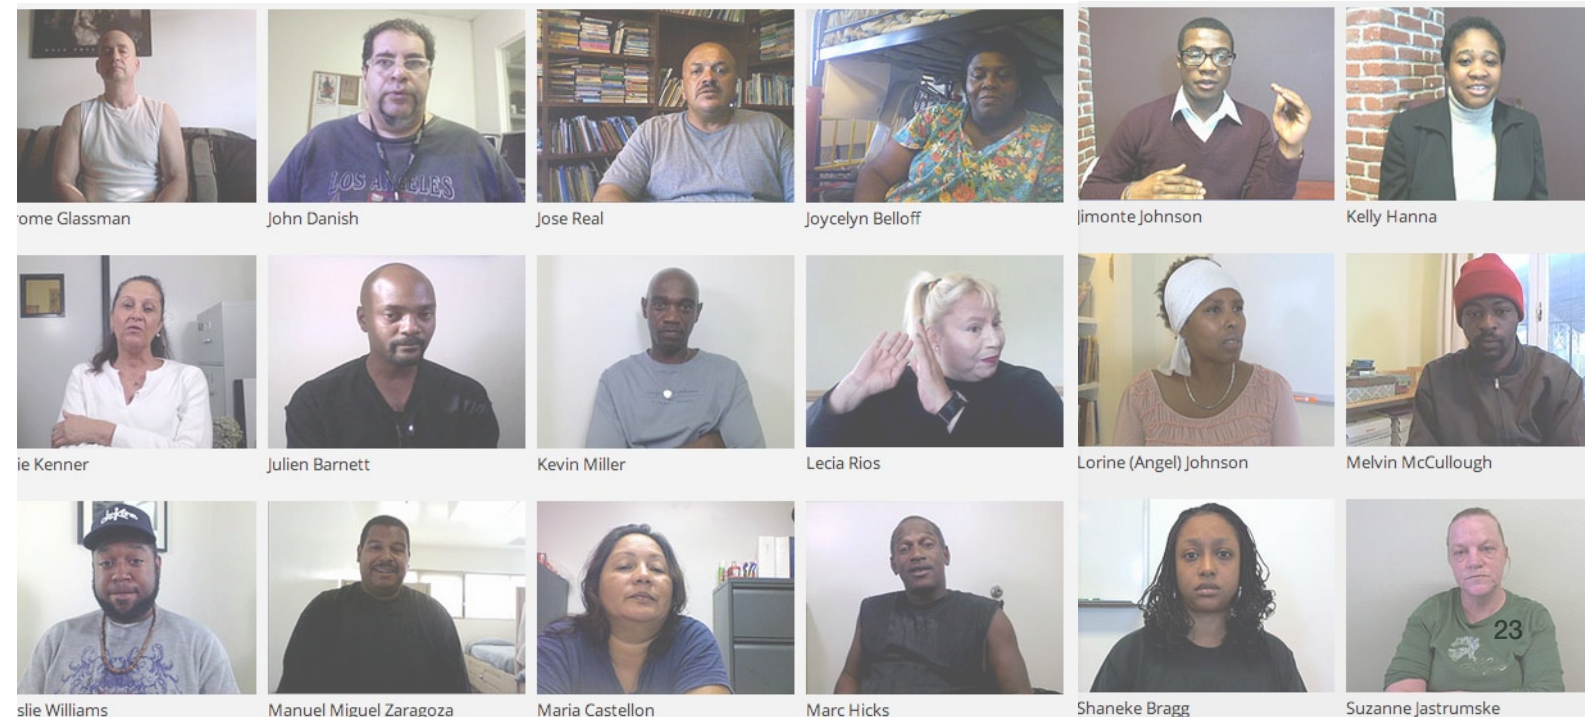 LOS ANGELES
rome Glassman
John Danish
Jose Real
Joycelyn Belloff
Jimonte Johnson
Kelly Hanna
ie Kenner
Julien Barnett
Kevin Miller
Lecia Rios
Lorine (Angel) Johnson
Melvin McCullough
23
slie Williams
Manuel Miguel Zaragoza
Maria Castellon
Marc Hicks
Shaneke Bragg
Suzanne Jastrumske